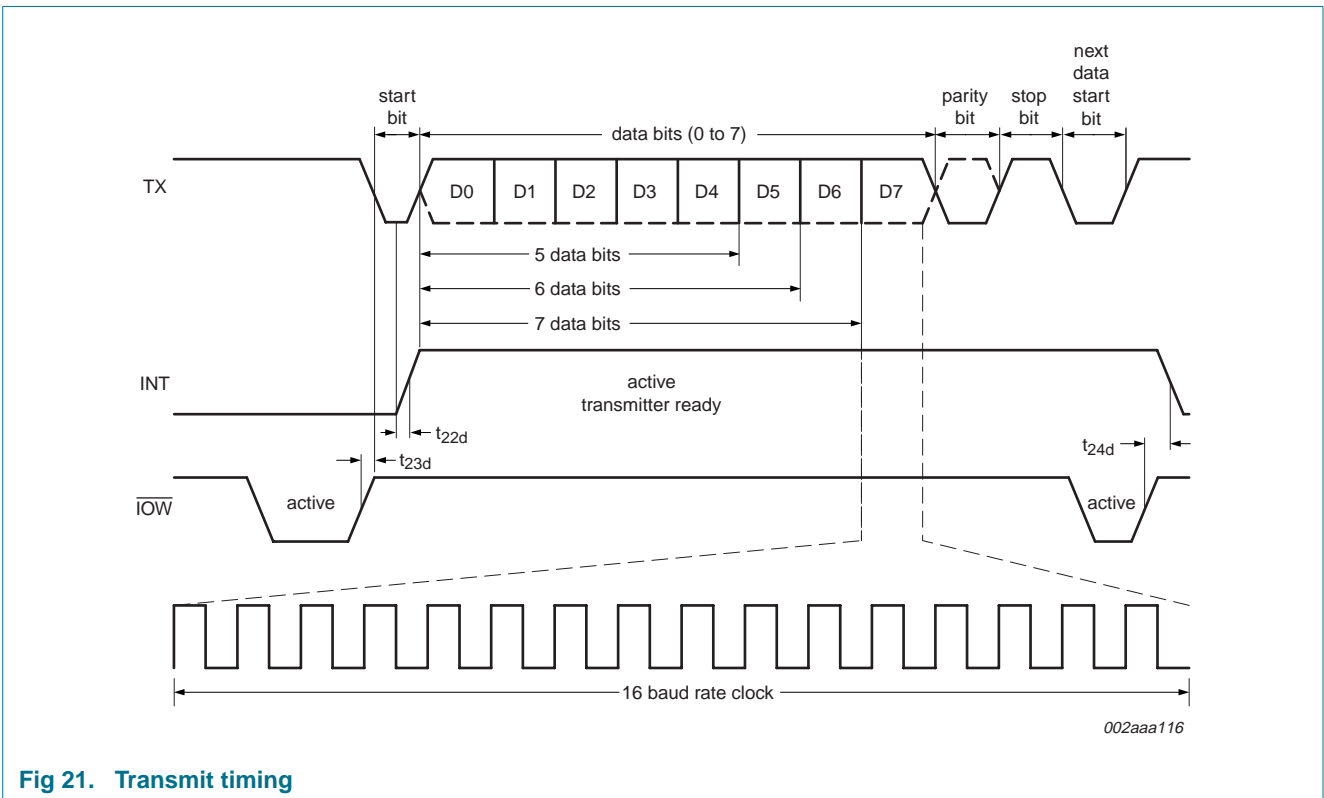 next
data
start
bit
start
bit
parity
bit
stop
bit
data bits (0 to 7)
TX
D0 D1 D2 D3 D4 D5 D6 D7
5 data bits
6 data bits
7 data bits
INT
active
transmitter ready
t22d
t24d
t23d
IOW
active
active
16 baud rate clock
002aaa116
Fig 21. Transmit timing